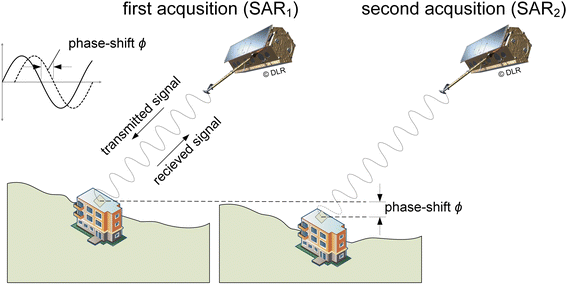 first acqusition (SAR₁)
second acqusition (SAR₂)
phase-shift ϕ
© DLR
© DLR
transmitted signal
recieved signal
phase-shift ϕ